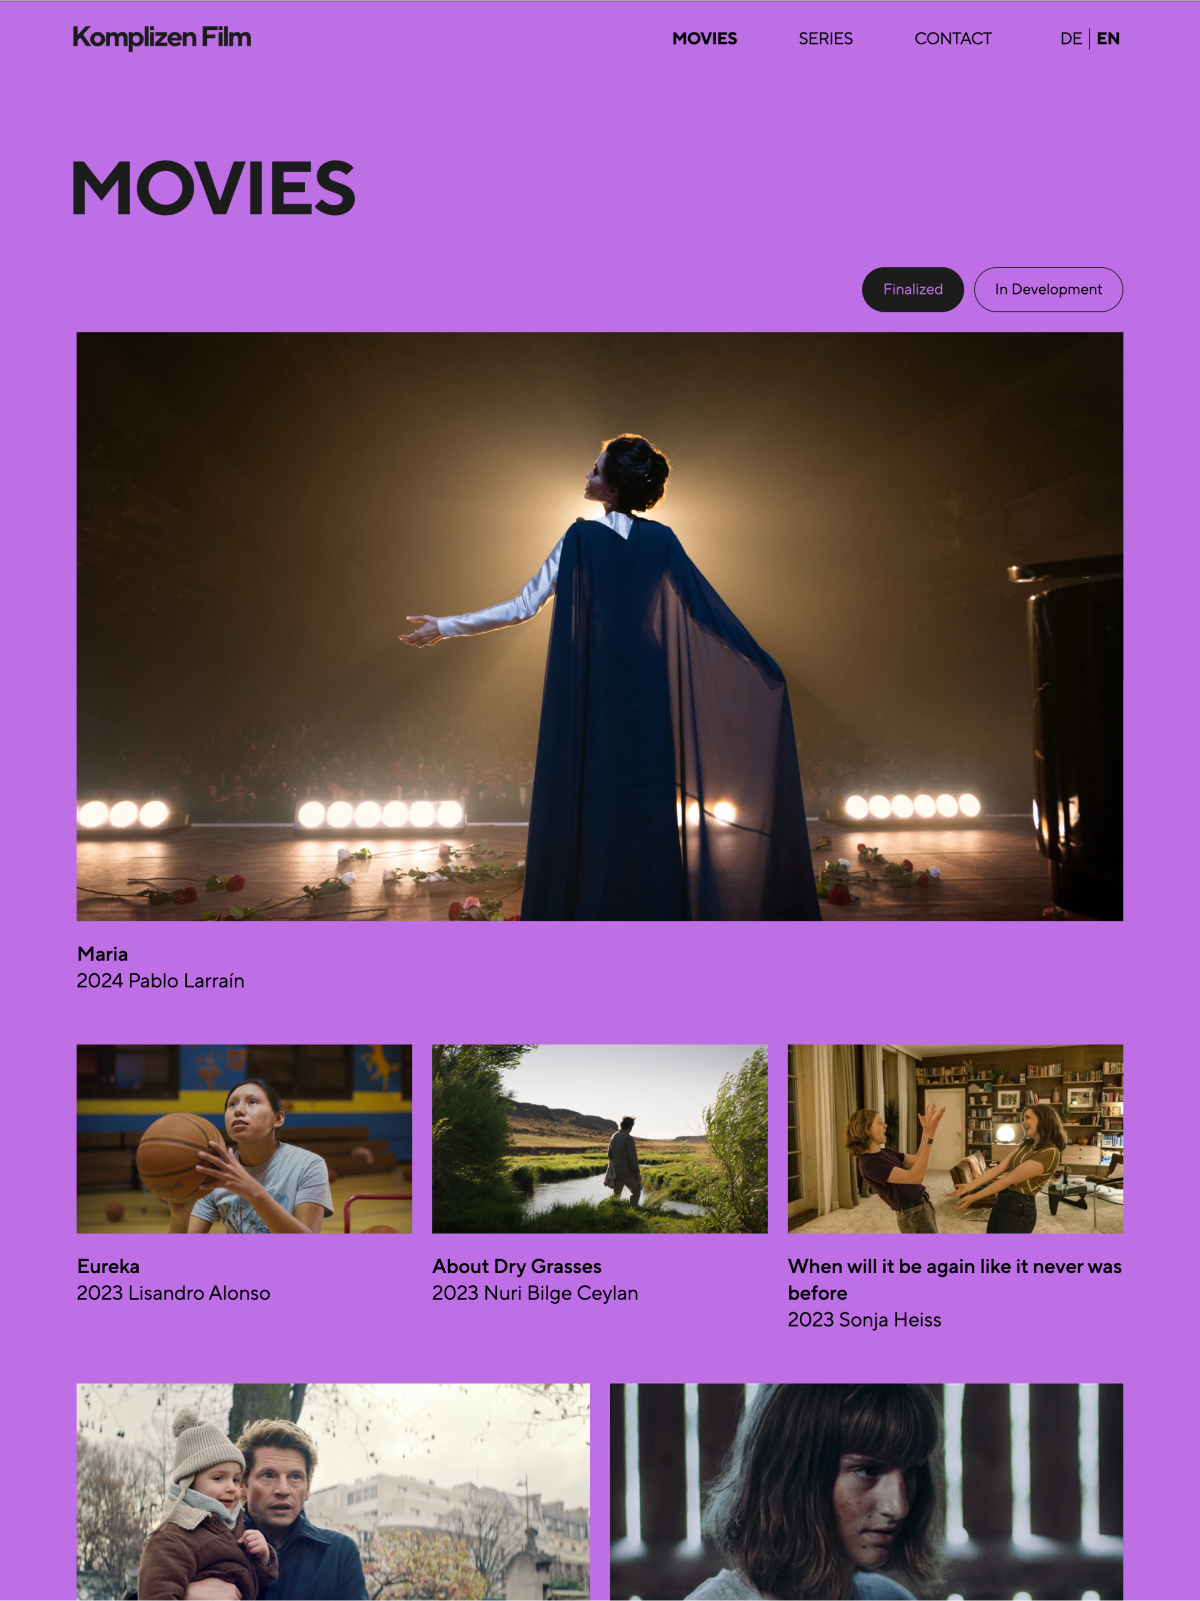 Komplizen Film
MOVIES
SERIES
CONTACT
DE | EN
MOVIES
Finalized
In Development
Maria
2024 Pablo Larraín
Eureka
2023 Lisandro Alonso
About Dry Grasses
2023 Nuri Bilge Ceylan
When will it be again like it never was
before
2023 Sonja Heiss